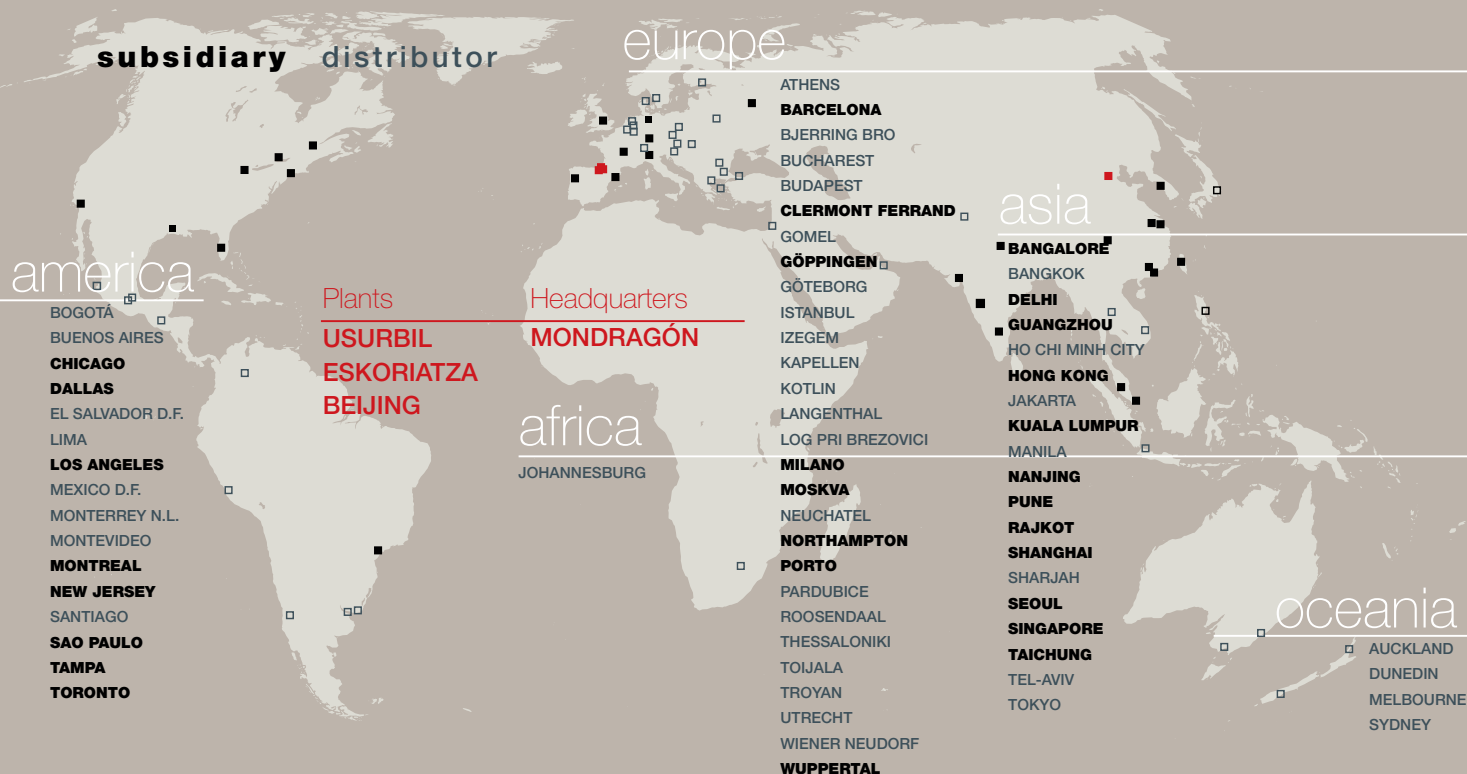 subsidiary distributor
america
BOGOTÁ
BUENOS AIRES
CHICAGO
DALLAS
EL SALVADOR D.F.
LIMA
LOS ANGELES
MEXICO D.F.
MONTERREY N.L.
MONTEVIDEO
MONTREAL
NEW JERSEY
SANTIAGO
SAO PAULO
TAMPA
TORONTO
Plants
USURBIL
ESKORIATZA
BEIJING
Headquarters
MONDRAGÓN
africa
JOHANNESBURG
europe
ATHENS
BARCELONA
BJERRING BRO
BUCHAREST
BUDAPEST
CLERMONT FERRAND
GOMEL
GÖPPINGEN
GÖTEBORG
ISTANBUL
IZEGEM
KAPELLEN
KOTLIN
LANGENTHAL
LOG PRI BREZOVICI
MILANO
MOSKVA
NEUCHATEL
NORTHAMPTON
PORTO
PARDUBICE
ROOSENDAAL
THESSALONIKI
TOIJALA
TROYAN
UTRECHT
WIENER NEUDORF
WUPPERTAL
asia
BANGALORE
BANGKOK
DELHI
GUANGZHOU
HO CHI MINH CITY
HONG KONG
JAKARTA
KUALA LUMPUR
MANILA
NANJING
PUNE
RAJKOT
SHANGHAI
SHARJAH
SEOUL
SINGAPORE
TAICHUNG
TEL-AVIV
TOKYO
oceania
AUCKLAND
DUNEDIN
MELBOURNE
SYDNEY